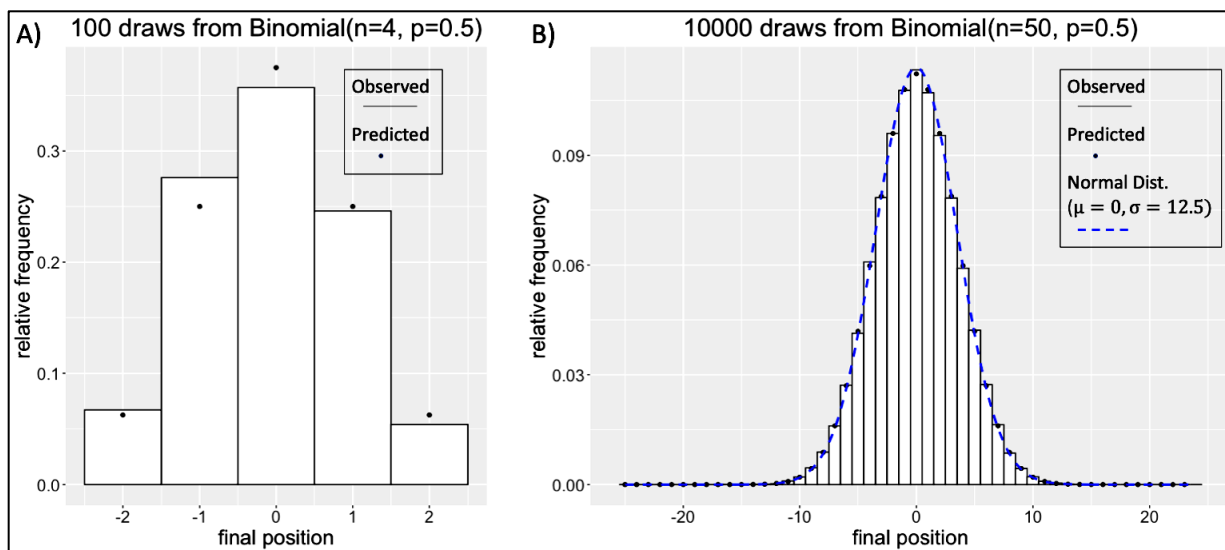 A)
100 draws from Binomial(n=4, p=0.5)
Observed
Predicted
relative frequency
0.3
0.2
0.1
0.0
-2 -1 0 1 2
final position
B)
10000 draws from Binomial(n=50, p=0.5)
Observed
Predicted
Normal Dist.
(μ = 0, σ = 12.5)
relative frequency
0.09
0.06
0.03
0.00
-20 -10 0 10 20
final position